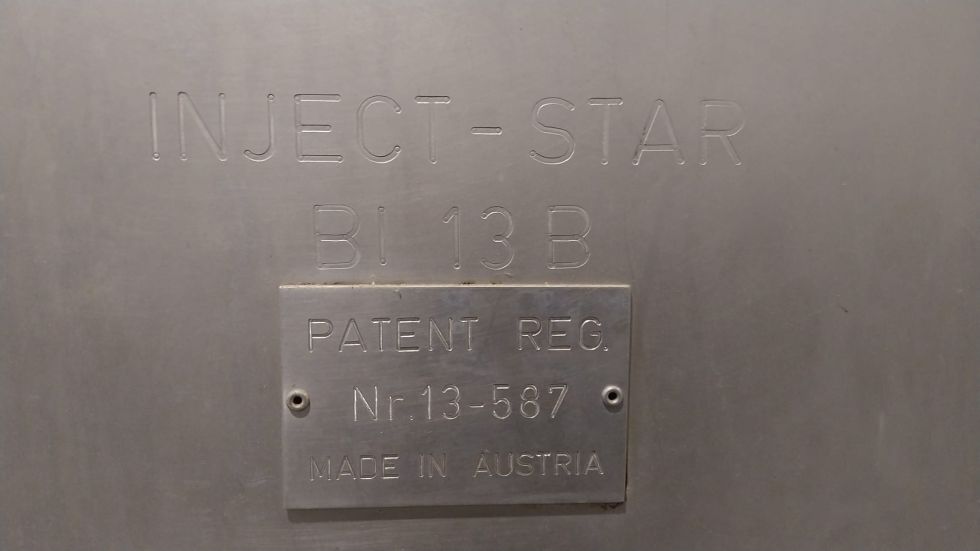 INJECT-STAR
BI 13 B
PATENT REG.
Nr. 13-587
MADE IN AUSTRIA